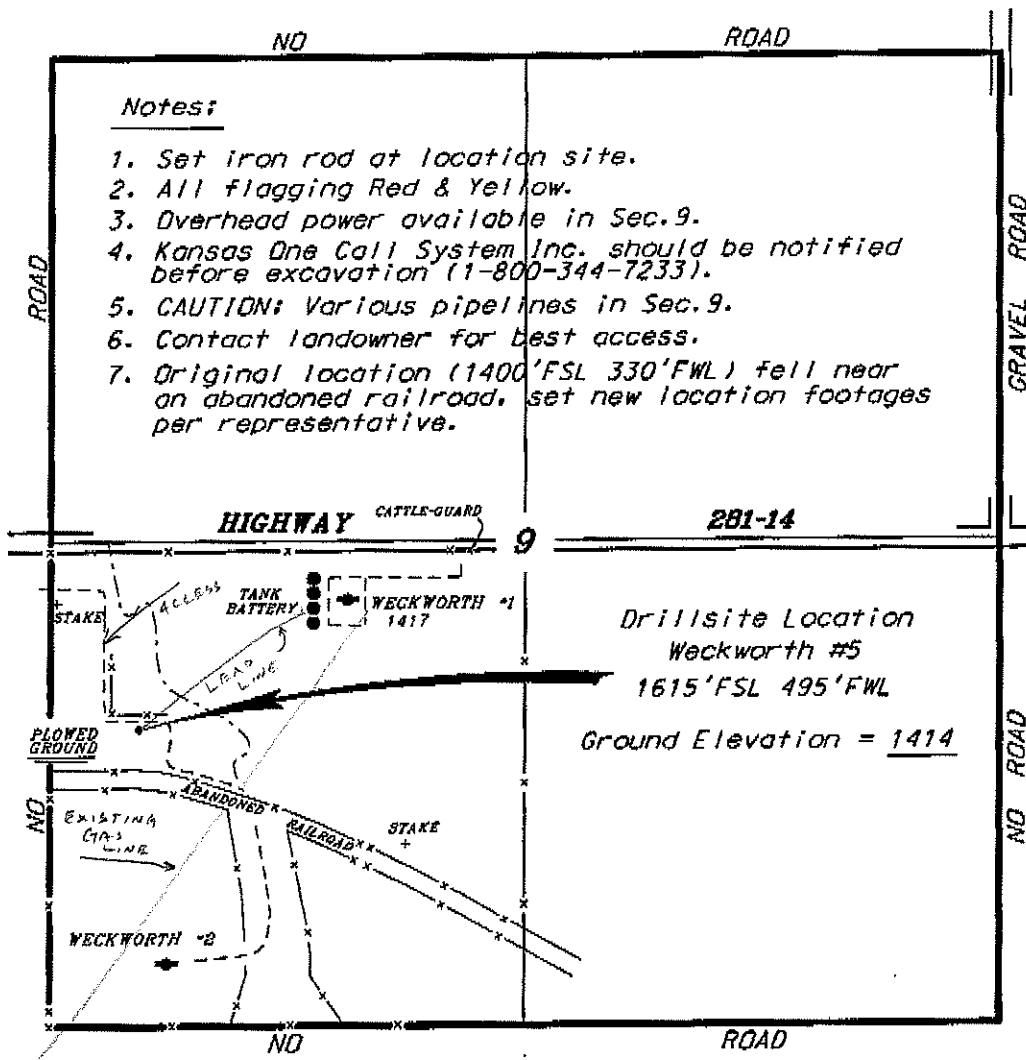 NO ROAD
Notes:
1. Set iron rod at location site.
2. All flagging Red & Yellow.
3. Overhead power available in Sec.9.
4. Kansas One Call System Inc. should be notified
before excavation (1-800-344-7233).
5. CAUTION: Various pipelines in Sec.9.
6. Contact landowner for best access.
7. Original location (1400'FSL 330'FWL) fell near
an abandoned railroad, set new location footages
per representative.
ROAD
GRAVEL ROAD
HIGHWAY
CATTLE-GUARD
9
281-14
STAKE
ACCESS
TANK
BATTERY
WECKWORTH #1
1417
LEAD
LINE
Drillsite Location
Weckworth #5
1615'FSL 495'FWL
Ground Elevation = 1414
PLOWED
GROUND
NO
NO ROAD
ABANDONED
RAILROAD
STAKE
EXISTING
GAS
LINE
WECKWORTH #2
NO ROAD